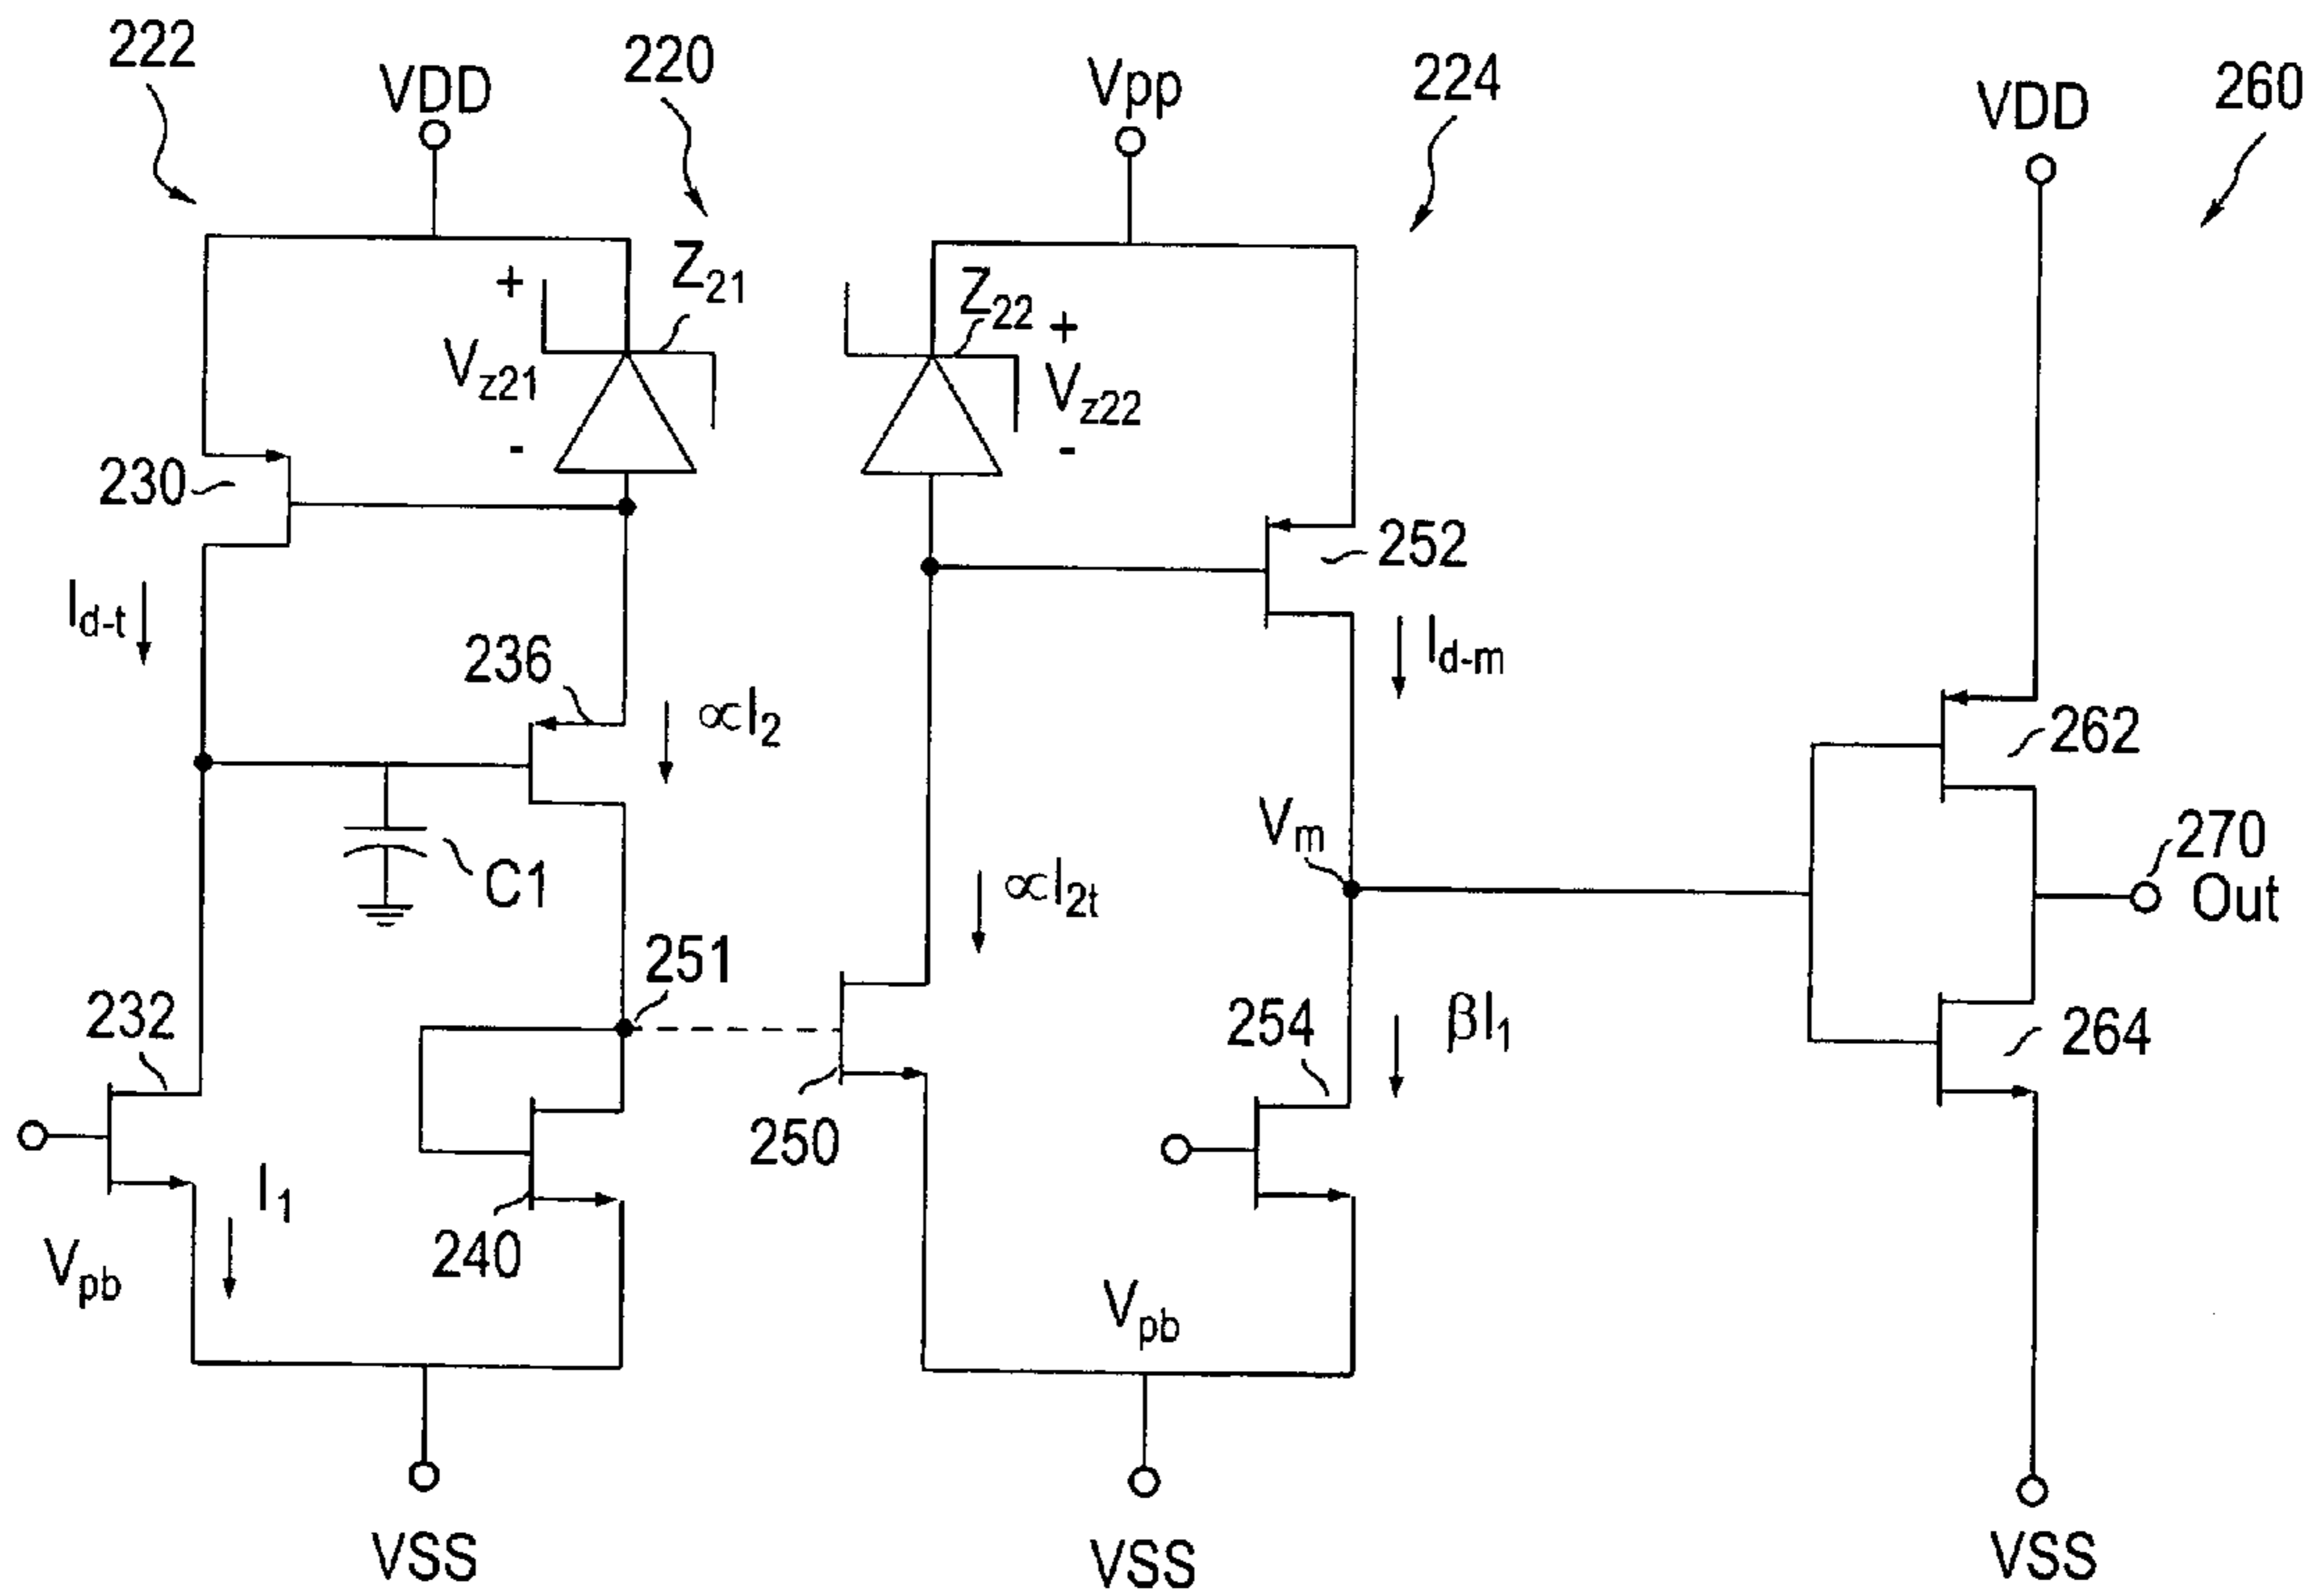 222
220
224
260
VDD
Vpp
VDD
+
Z21
Vz21
-
Z22
+
Vz22
-
230
252
Id-t
236
∝I2
Id-m
262
Vm
C1
∝I2t
270
Out
251
232
254
βI1
264
250
I1
240
Vpb
Vpb
VSS
VSS
VSS